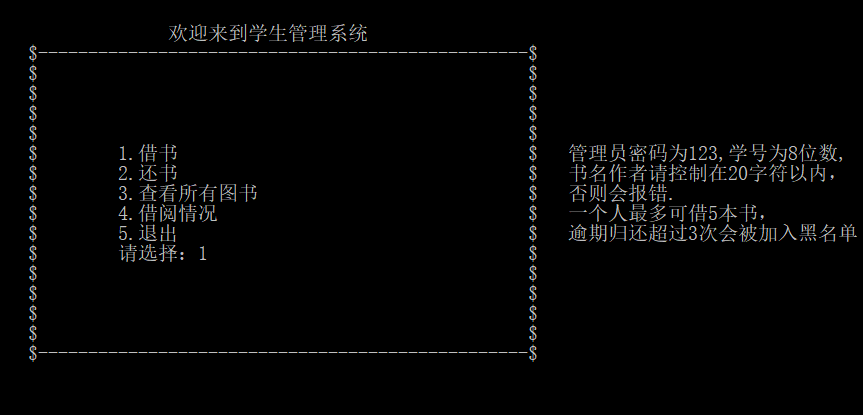 欢迎来到学生管理系统
$-------------------------------------------------$
$ $
$ $
$ $
$ $
$ 1.借书 $ 管理员密码为123,学号为8位数,
$ 2.还书 $ 书名作者请控制在20字符以内,
$ 3.查看所有图书 $ 否则会报错.
$ 4.借阅情况 $ 一个人最多可借5本书,
$ 5.退出 $ 逾期归还超过3次会被加入黑名单
$ 请选择：1 $
$ $
$ $
$ $
$ $
$-------------------------------------------------$